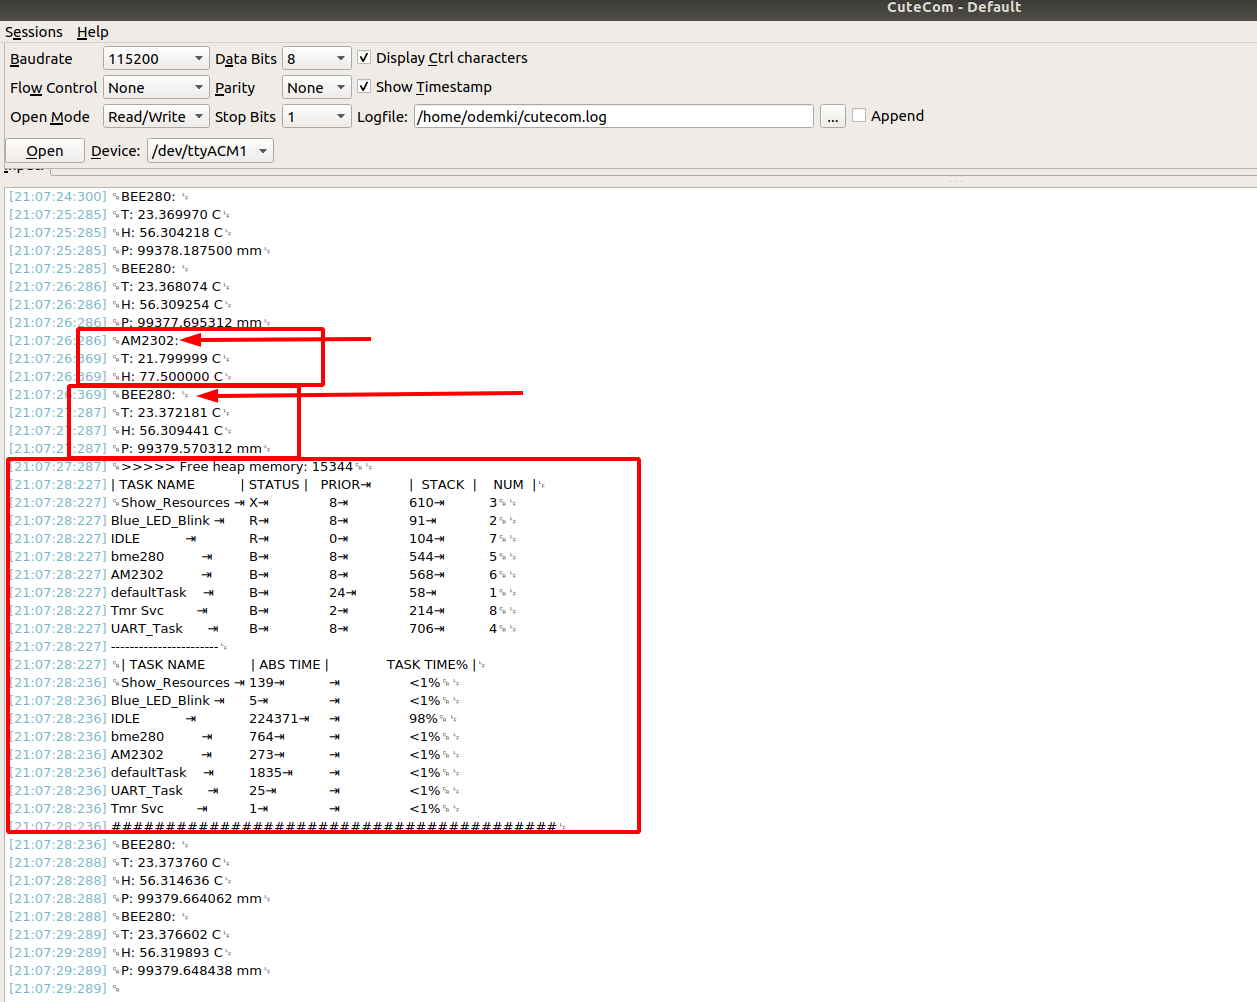 CuteCom - Default
Sessions Help
Baudrate 115200 Data Bits 8 Display Ctrl characters
Flow Control None Parity None Show Timestamp
Open Mode Read/Write Stop Bits 1 Logfile: /home/odemki/cutecom.log ... Append
Open Device: /dev/ttyACM1
[21:07:24:300] ␍BEE280: ␊
[21:07:25:285] ␍T: 23.369970 C␊
[21:07:25:285] ␍H: 56.304218 C␊
[21:07:25:285] ␍P: 99378.187500 mm␊
[21:07:25:285] ␍BEE280: ␊
[21:07:26:286] ␍T: 23.368074 C␊
[21:07:26:286] ␍H: 56.309254 C␊
[21:07:26:286] ␍P: 99377.695312 mm␊
[21:07:26:286] ␍AM2302:
[21:07:26:369] ␍T: 21.799999 C␊
[21:07:26:369] ␍H: 77.500000 C␊
[21:07:26:369] ␍BEE280: ␊
[21:07:27:287] ␍T: 23.372181 C␊
[21:07:27:287] ␍H: 56.309441 C␊
[21:07:27:287] ␍P: 99379.570312 mm␊
[21:07:27:287] ␍>>>>> Free heap memory: 15344␍␊
[21:07:28:227] | TASK NAME | STATUS | PRIOR⇥ | STACK | NUM |␊
[21:07:28:227] ␍Show_Resources ⇥ X⇥ 8⇥ 610⇥ 3␍␊
[21:07:28:227] Blue_LED_Blink ⇥ R⇥ 8⇥ 91⇥ 2␍␊
[21:07:28:227] IDLE ⇥ R⇥ 0⇥ 104⇥ 7␍␊
[21:07:28:227] bme280 ⇥ B⇥ 8⇥ 544⇥ 5␍␊
[21:07:28:227] AM2302 ⇥ B⇥ 8⇥ 568⇥ 6␍␊
[21:07:28:227] defaultTask ⇥ B⇥ 24⇥ 58⇥ 1␍␊
[21:07:28:227] Tmr Svc ⇥ B⇥ 2⇥ 214⇥ 8␍␊
[21:07:28:227] UART_Task ⇥ B⇥ 8⇥ 706⇥ 4␍␊
[21:07:28:227] -----------------------␊
[21:07:28:227] ␍| TASK NAME | ABS TIME | TASK TIME% |␊
[21:07:28:236] ␍Show_Resources ⇥ 139⇥ ⇥ <1%␍␊
[21:07:28:236] Blue_LED_Blink ⇥ 5⇥ ⇥ <1%␍␊
[21:07:28:236] IDLE ⇥ 224371⇥ ⇥ 98%␍␊
[21:07:28:236] bme280 ⇥ 764⇥ ⇥ <1%␍␊
[21:07:28:236] AM2302 ⇥ 273⇥ ⇥ <1%␍␊
[21:07:28:236] defaultTask ⇥ 1835⇥ ⇥ <1%␍␊
[21:07:28:236] UART_Task ⇥ 25⇥ ⇥ <1%␍␊
[21:07:28:236] Tmr Svc ⇥ 1⇥ ⇥ <1%␍␊
[21:07:28:236] #########################################␊
[21:07:28:236] ␍BEE280: ␊
[21:07:28:288] ␍T: 23.373760 C␊
[21:07:28:288] ␍H: 56.314636 C␊
[21:07:28:288] ␍P: 99379.664062 mm␊
[21:07:28:288] ␍BEE280: ␊
[21:07:29:289] ␍T: 23.376602 C␊
[21:07:29:289] ␍H: 56.319893 C␊
[21:07:29:289] ␍P: 99379.648438 mm␊
[21:07:29:289] ␍